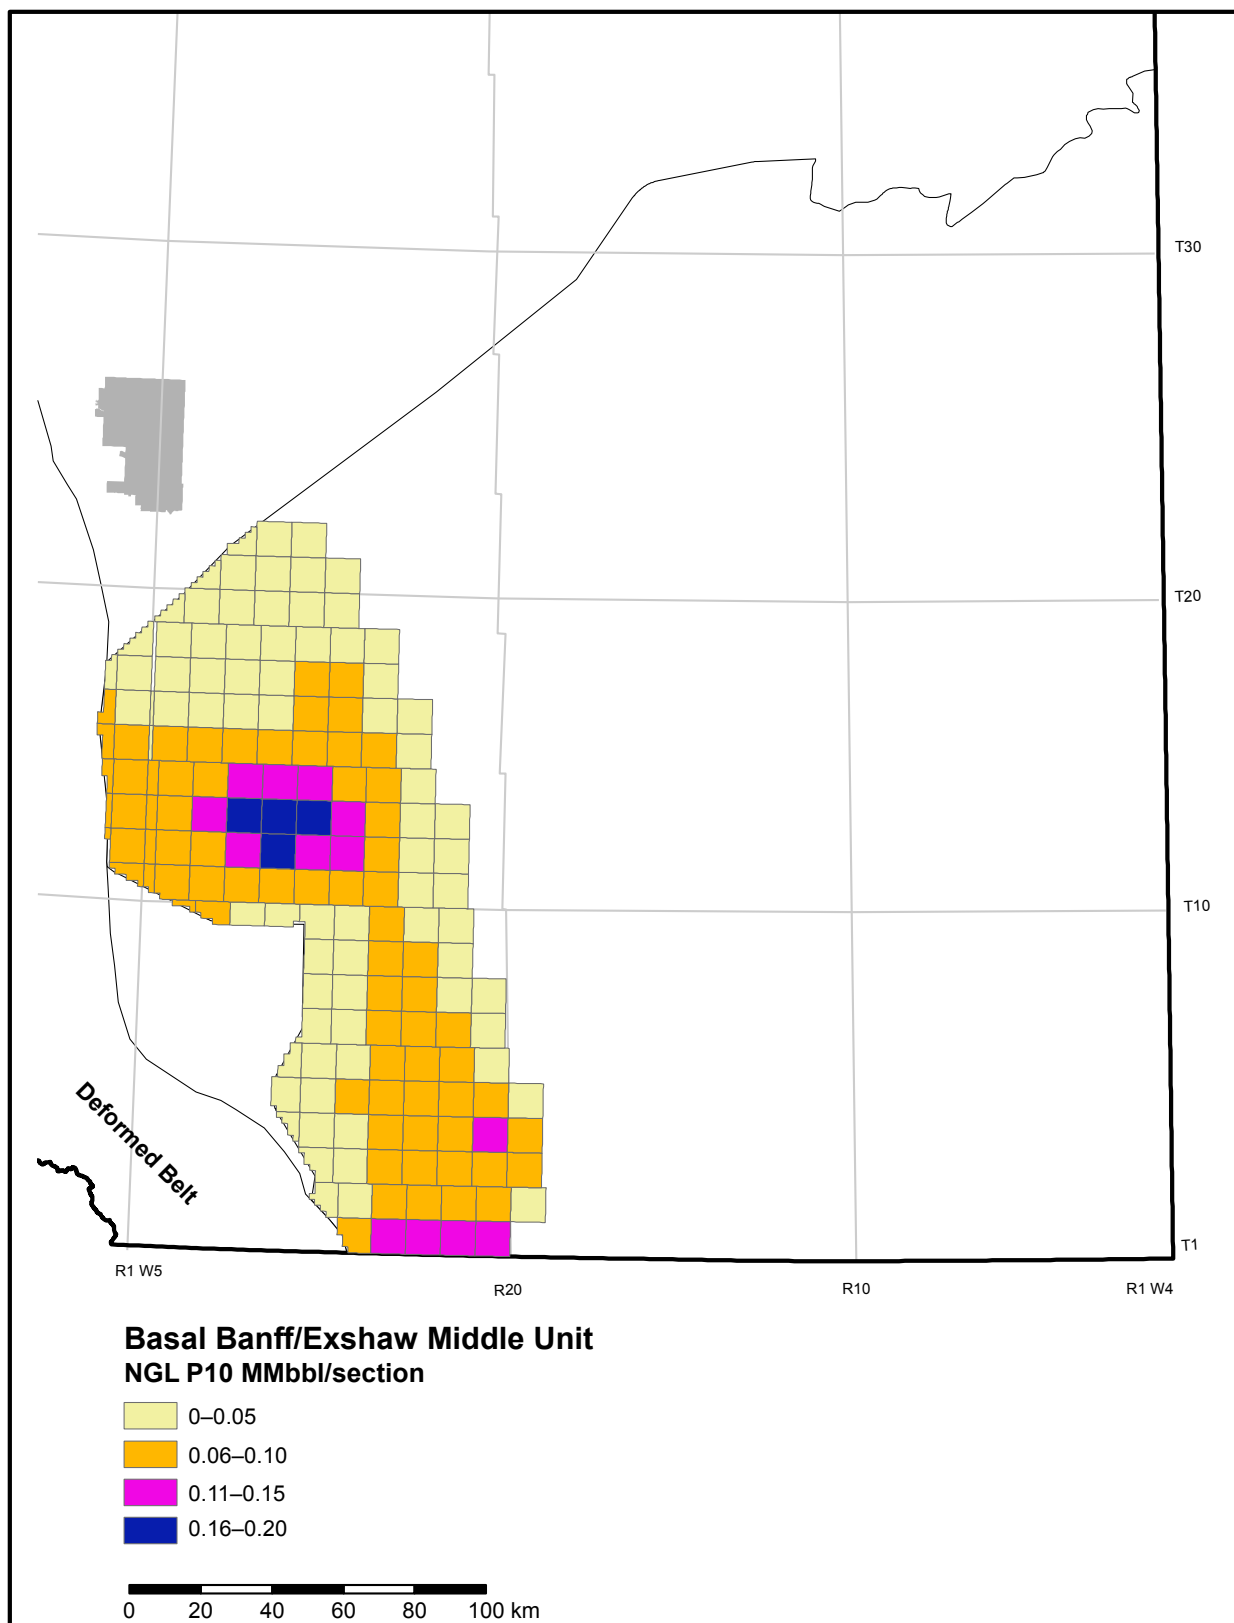 T30
T20
T10
Deformed Belt
T1
R1 W5
R20
R10
R1 W4
Basal Banff/Exshaw Middle Unit
NGL P10 MMbbl/section
0–0.05
0.06–0.10
0.11–0.15
0.16–0.20
0 20 40 60 80 100 km